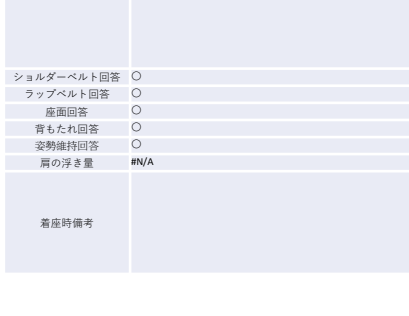 ショルダーベルト回答 〇
ラップベルト回答 〇
座面回答 〇
背もたれ回答 〇
姿勢維持回答 〇
肩の浮き量 #N/A
着座時備考